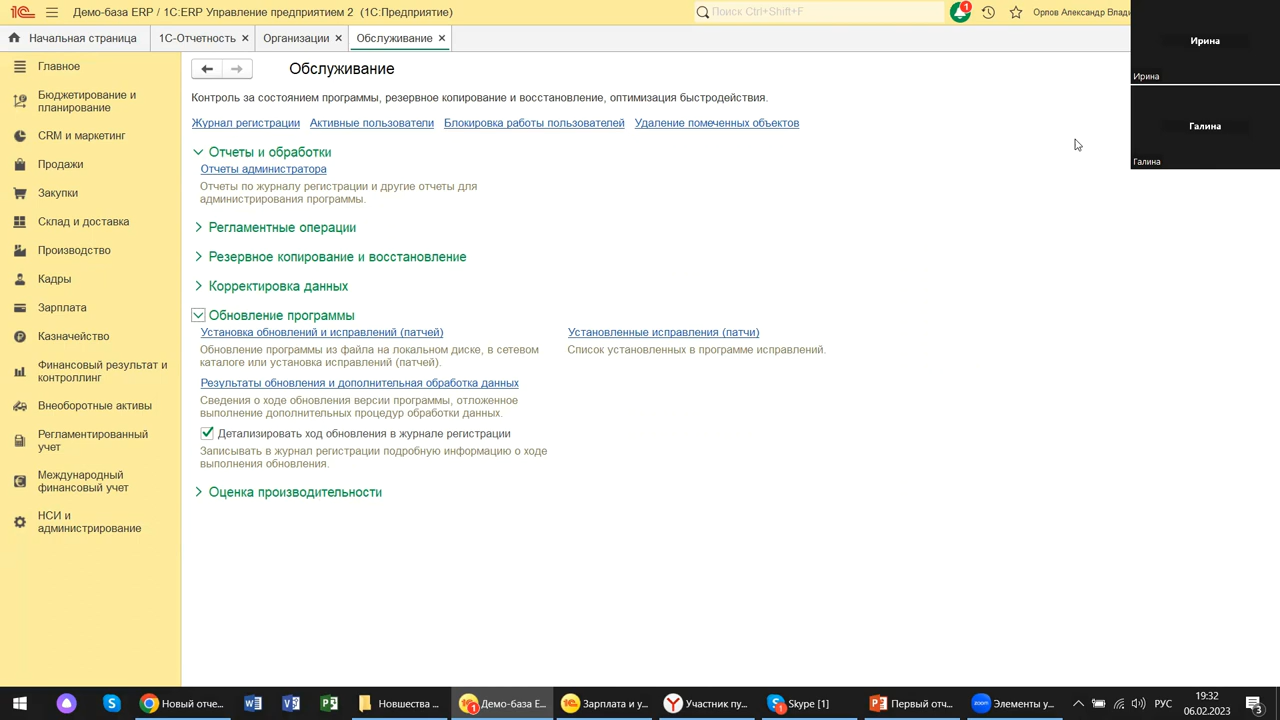 Демо-база ERP / 1С:ERP Управление предприятием 2 (1С:Предприятие)
Поиск Ctrl+Shift+F
1
Орлов Александр Влади
Начальная страница
1С-Отчетность ×
Организации ×
Обслуживание ×
Главное
Бюджетирование и
планирование
CRM и маркетинг
Продажи
Закупки
Склад и доставка
Производство
Кадры
Зарплата
Казначейство
Финансовый результат и
контроллинг
Внеоборотные активы
Регламентированный
учет
Международный
финансовый учет
НСИ и
администрирование
Обслуживание
Контроль за состоянием программы, резервное копирование и восстановление, оптимизация быстродействия.
Журнал регистрации Активные пользователи Блокировка работы пользователей Удаление помеченных объектов
Отчеты и обработки
Отчеты администратора
Отчеты по журналу регистрации и другие отчеты для
администрирования программы.
Регламентные операции
Резервное копирование и восстановление
Корректировка данных
Обновление программы
Установка обновлений и исправлений (патчей)
Обновление программы из файла на локальном диске, в сетевом
каталоге или установка исправлений (патчей).
Установленные исправления (патчи)
Список установленных в программе исправлений.
Результаты обновления и дополнительная обработка данных
Сведения о ходе обновления версии программы, отложенное
выполнение дополнительных процедур обработки данных.
Детализировать ход обновления в журнале регистрации
Записывать в журнал регистрации подробную информацию о ходе
выполнения обновления.
Оценка производительности
Ирина
Ирина
Галина
Галина
Новый отче...
Новшества ...
Демо-база E...
Зарплата и у...
Участник пу...
Skype [1]
Первый отч...
Элементы у...
РУС
19:32
06.02.2023
3